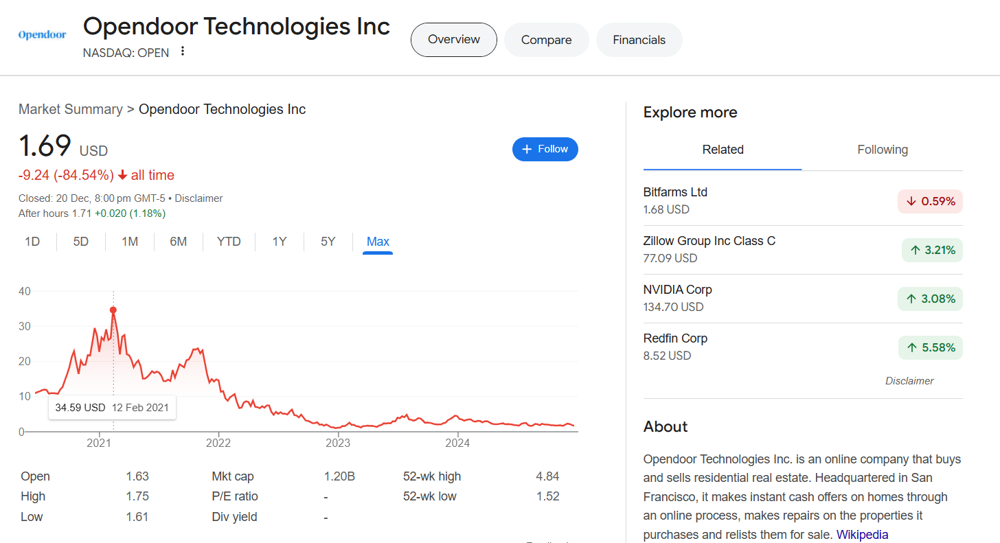 Opendoor
Opendoor Technologies Inc
NASDAQ: OPEN
Overview
Compare
Financials
Market Summary > Opendoor Technologies Inc
1.69 USD
-9.24 (-84.54%) all time
Closed: 20 Dec, 8:00 pm GMT-5 • Disclaimer
After hours 1.71 +0.020 (1.18%)
+ Follow
1D 5D 1M 6M YTD 1Y 5Y Max
40
30
20
10
0
34.59 USD 12 Feb 2021
2021 2022 2023 2024
Open 1.63 Mkt cap 1.20B 52-wk high 4.84
High 1.75 P/E ratio - 52-wk low 1.52
Low 1.61 Div yield -
Explore more
Related Following
Bitfarms Ltd
1.68 USD
0.59%
Zillow Group Inc Class C
77.09 USD
3.21%
NVIDIA Corp
134.70 USD
3.08%
Redfin Corp
8.52 USD
5.58%
Disclaimer
About
Opendoor Technologies Inc. is an online company that buys
and sells residential real estate. Headquartered in San
Francisco, it makes instant cash offers on homes through
an online process, makes repairs on the properties it
purchases and relists them for sale. Wikipedia